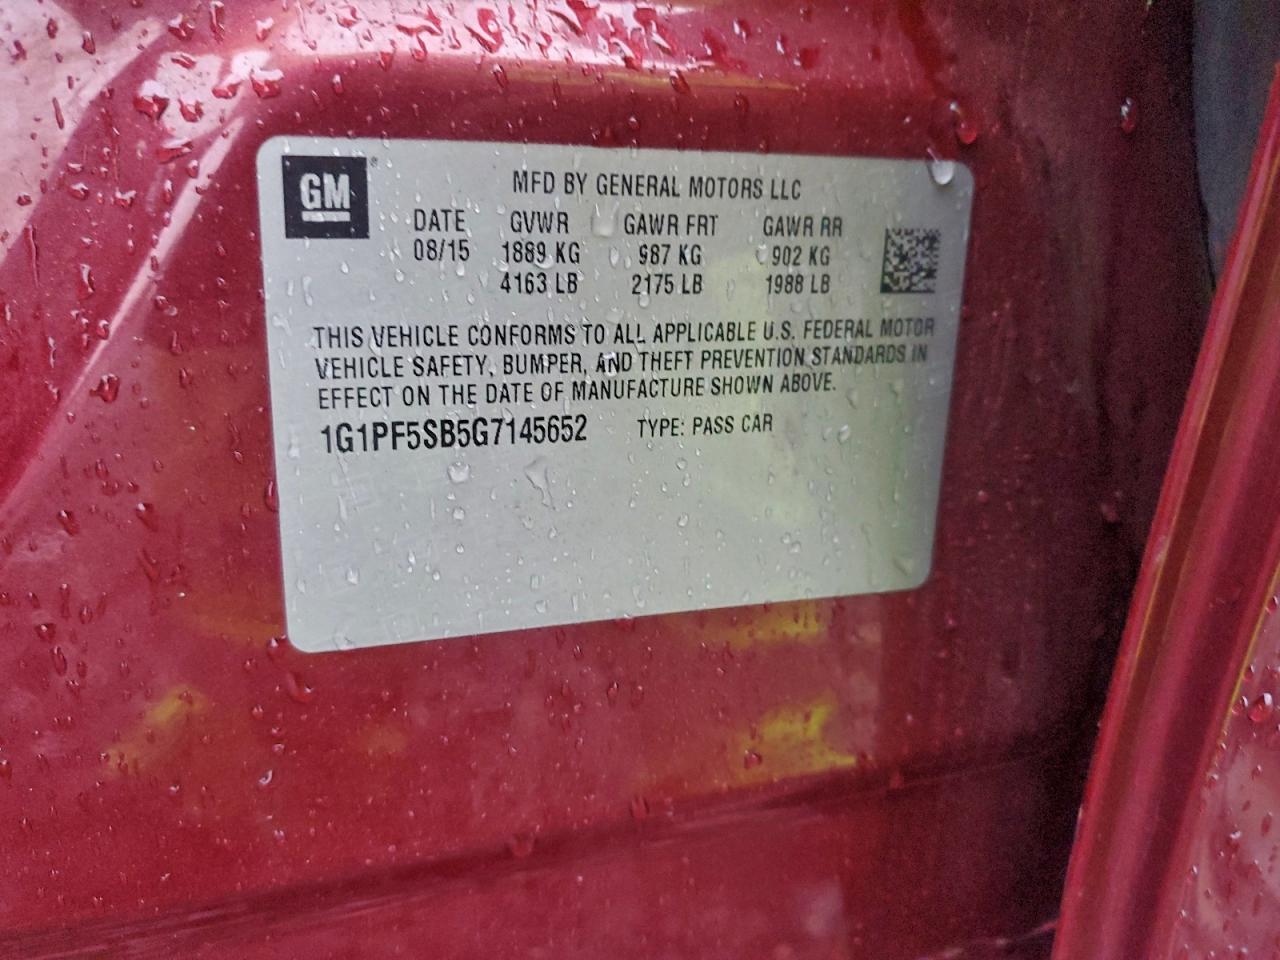 GM
MFD BY GENERAL MOTORS LLC
DATE GVWR GAWR FRT GAWR RR
08/15 1889 KG 987 KG 902 KG
4163 LB 2175 LB 1988 LB
THIS VEHICLE CONFORMS TO ALL APPLICABLE U.S. FEDERAL MOTOR
VEHICLE SAFETY, BUMPER, AND THEFT PREVENTION STANDARDS IN
EFFECT ON THE DATE OF MANUFACTURE SHOWN ABOVE.
1G1PF5SB5G7145652 TYPE: PASS CAR